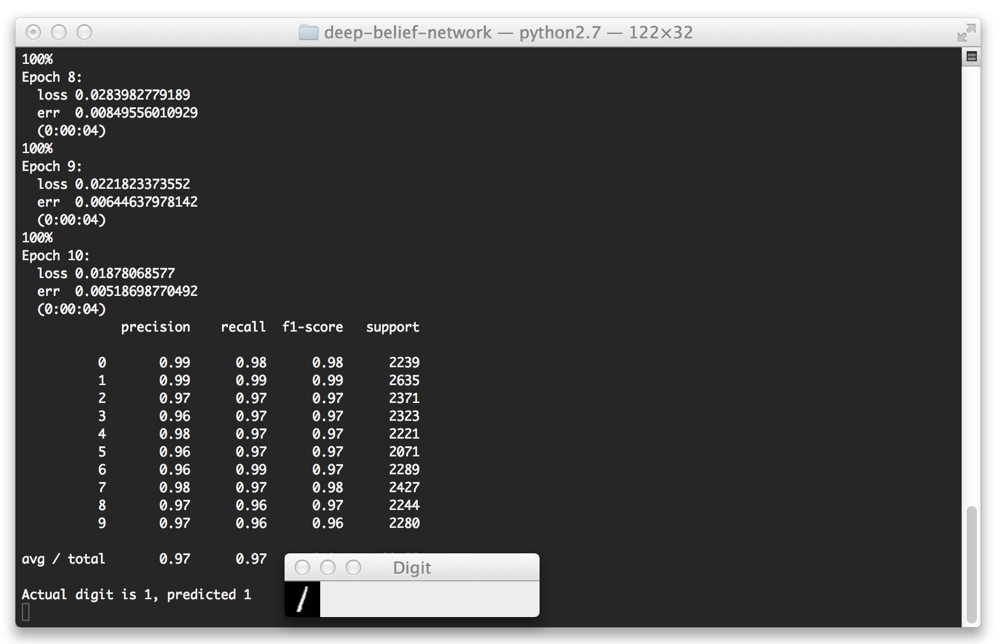 deep-belief-network — python2.7 — 122×32
100%
Epoch 8:
loss 0.0283982779189
err 0.00849556010929
(0:00:04)
100%
Epoch 9:
loss 0.0221823373552
err 0.00644637978142
(0:00:04)
100%
Epoch 10:
loss 0.01878068577
err 0.00518698770492
(0:00:04)
precision recall f1-score support
0 0.99 0.98 0.98 2239
1 0.99 0.99 0.99 2635
2 0.97 0.97 0.97 2371
3 0.96 0.97 0.97 2323
4 0.98 0.97 0.97 2221
5 0.96 0.97 0.97 2071
6 0.96 0.99 0.97 2289
7 0.98 0.97 0.98 2427
8 0.97 0.96 0.97 2244
9 0.97 0.96 0.96 2280
avg / total 0.97 0.97
Digit
Actual digit is 1, predicted 1